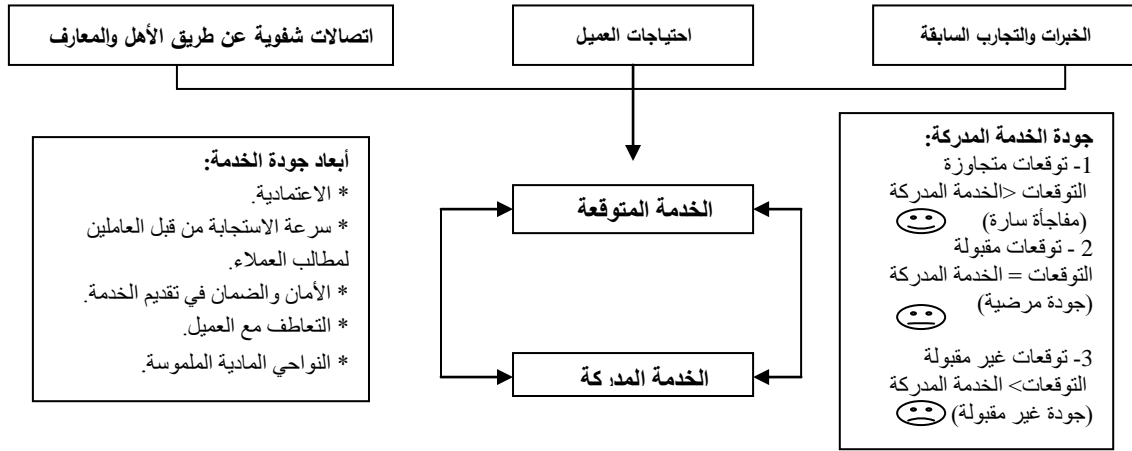 الخبرات والتجارب السابقة
احتياجات العميل
اتصالات شفوية عن طريق الأهل والمعارف
جودة الخدمة المدركة:
1- توقعات متجاوزة
التوقعات <الخدمة المدركة
(مفاجأة سارة)
2 - توقعات مقبولة
التوقعات = الخدمة المدركة
(جودة مرضية)
3- توقعات غير مقبولة
التوقعات> الخدمة المدركة
(جودة غير مقبولة)
الخدمة المتوقعة
الخدمة المدركة
أبعاد جودة الخدمة:
* الاعتمادية.
* سرعة الاستجابة من قبل العاملين
لمطالب العملاء.
* الأمان والضمان في تقديم الخدمة.
* التعاطف مع العميل.
* النواحي المادية الملموسة.